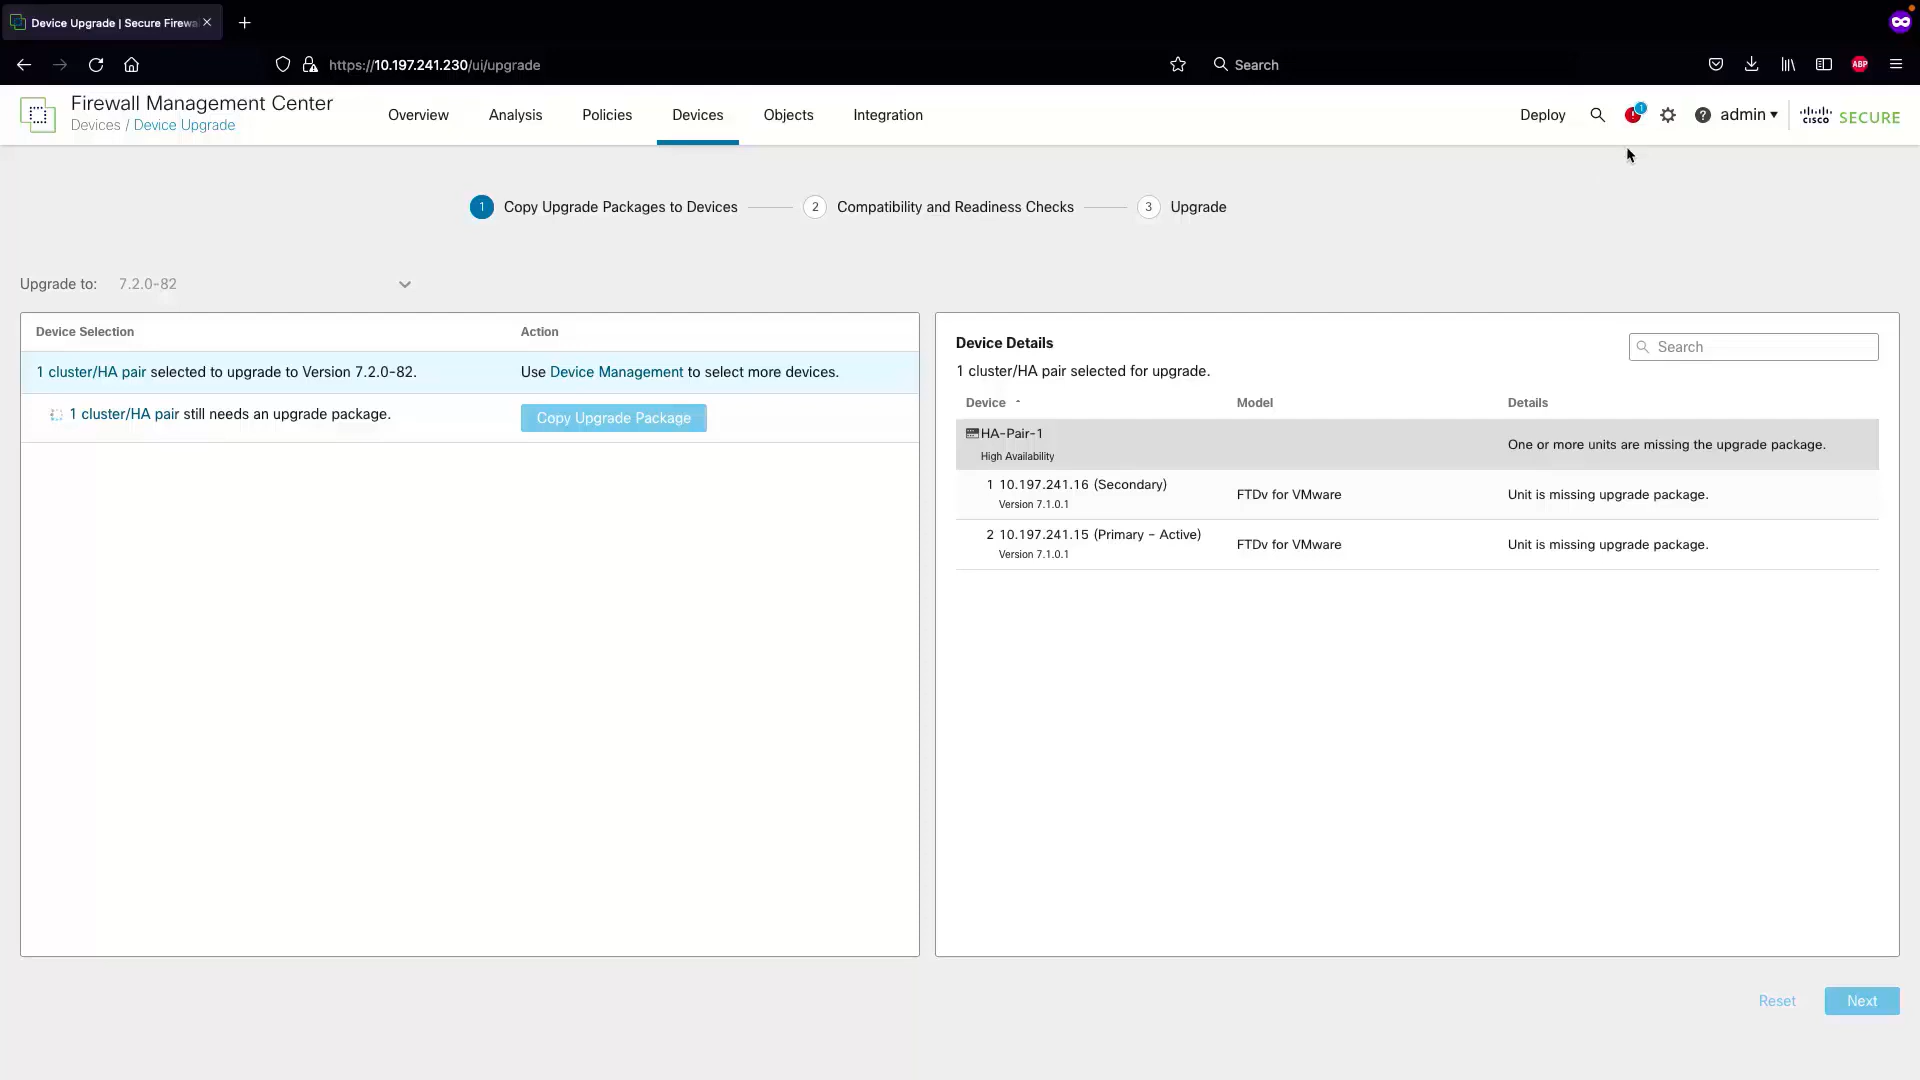 Device Upgrade | Secure Firewa
https://10.197.241.230/ui/upgrade
Search
ABP
Firewall Management Center
Devices / Device Upgrade
Overview
Analysis
Policies
Devices
Objects
Integration
Deploy
1
admin
cisco SECURE
1 Copy Upgrade Packages to Devices
2 Compatibility and Readiness Checks
3 Upgrade
Upgrade to: 7.2.0-82
Device Selection
Action
1 cluster/HA pair selected to upgrade to Version 7.2.0-82.
Use Device Management to select more devices.
1 cluster/HA pair still needs an upgrade package.
Copy Upgrade Package
Device Details
Search
1 cluster/HA pair selected for upgrade.
Device
Model
Details
HA-Pair-1
High Availability
One or more units are missing the upgrade package.
1 10.197.241.16 (Secondary)
Version 7.1.0.1
FTDv for VMware
Unit is missing upgrade package.
2 10.197.241.15 (Primary - Active)
Version 7.1.0.1
FTDv for VMware
Unit is missing upgrade package.
Reset
Next